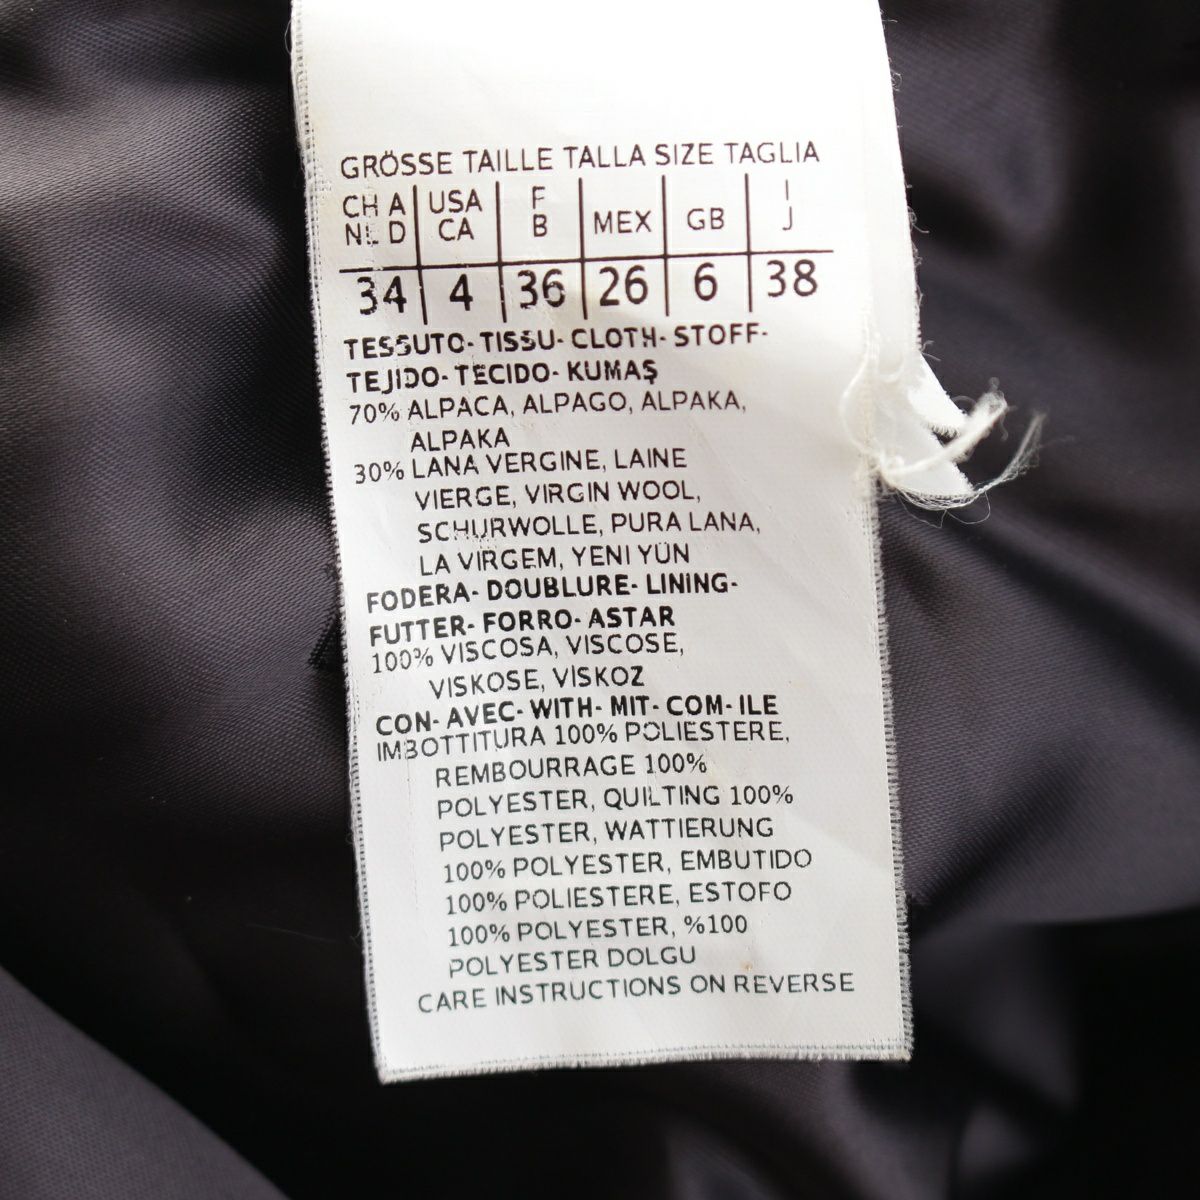 GRÖSSE TAILLE TALLA SIZE TAGLIA
CH A USA F MEX GB I
NL D CA B J
34 4 36 26 6 38
TESSUTO- TISSU- CLOTH- STOFF-
TEJIDO- TECIDO- KUMAŞ
70% ALPACA, ALPAGO, ALPAKA,
ALPAKA
30% LANA VERGINE, LAINE
VIERGE, VIRGIN WOOL,
SCHURWOLLE, PURA LANA,
LA VIRGEM, YENI YÜN
FODERA- DOUBLURE- LINING-
FUTTER- FORRO- ASTAR
100% VISCOSA, VISCOSE,
VISKOSE, VİSKOZ
CON- AVEC- WITH- MIT- COM- ILE
IMBOTTITURA 100% POLIESTERE,
REMBOURRAGE 100%
POLYESTER, QUILTING 100%
POLYESTER, WATTIERUNG
100% POLYESTER, EMBUTIDO
100% POLIESTERE, ESTOFO
100% POLYESTER, %100
POLYESTER DOLGU
CARE INSTRUCTIONS ON REVERSE